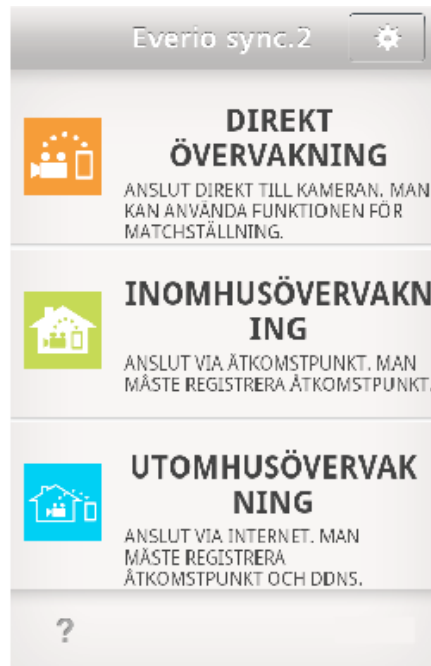 Everio sync.2
DIREKT
ÖVERVAKNING
ANSLUT DIREKT TILL KAMERAN. MAN
KAN ANVÄNDA FUNKTIONEN FÖR
MATCHSTÄLLNING.
INOMHUSÖVERVAKN
ING
ANSLUT VIA ÅTKOMSTPUNKT. MAN
MÅSTE REGISTRERA ÅTKOMSTPUNKT.
UTOMHUSÖVERVAK
NING
ANSLUT VIA INTERNET. MAN
MÅSTE REGISTRERA
ÅTKOMSTPUNKT OCH DDNS.
?